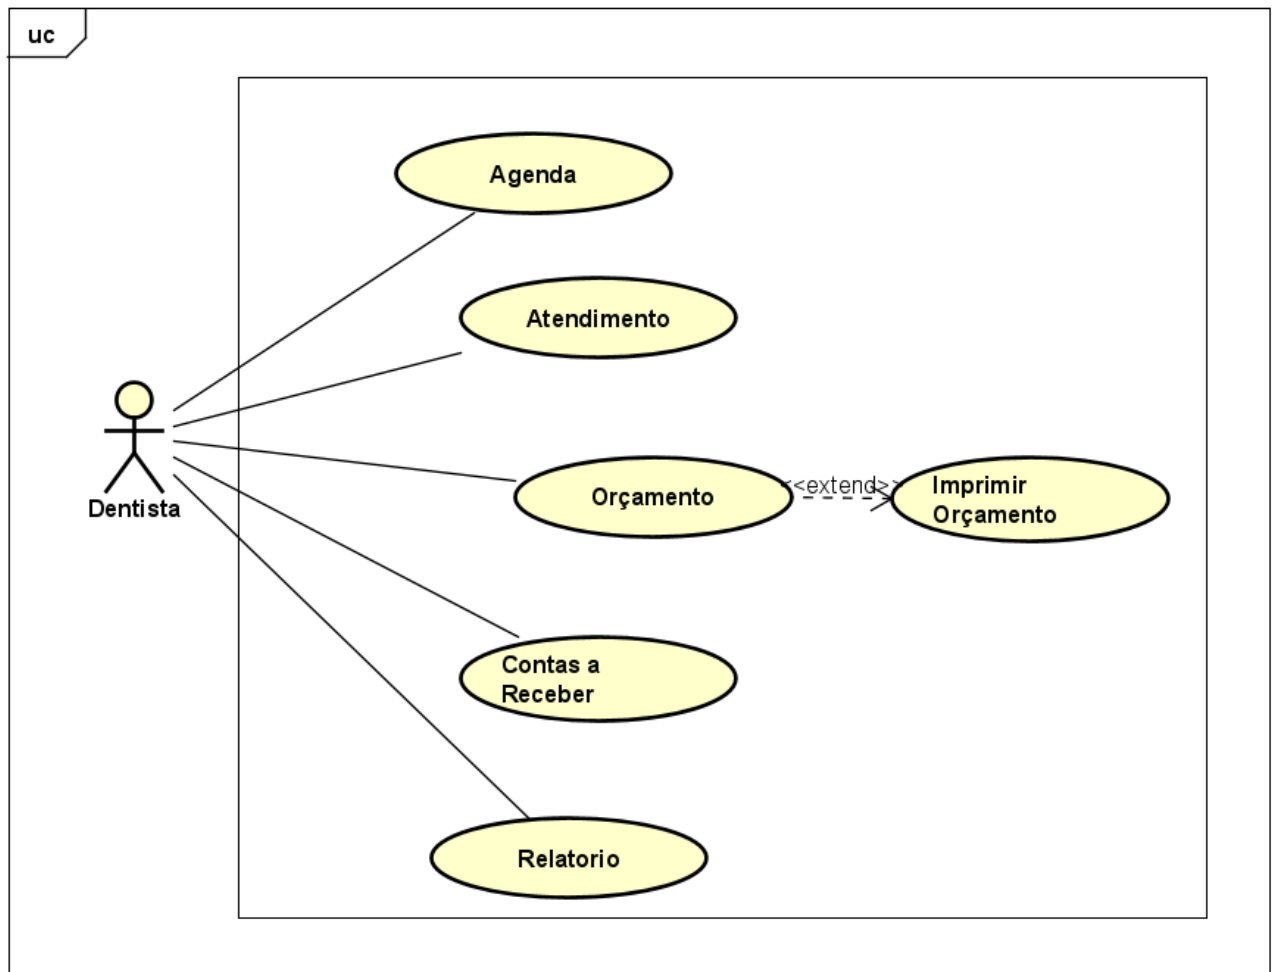 uc
Agenda
Atendimento
Dentista
Orçamento
<<extend>>
Imprimir
Orçamento
Contas a
Receber
Relatorio